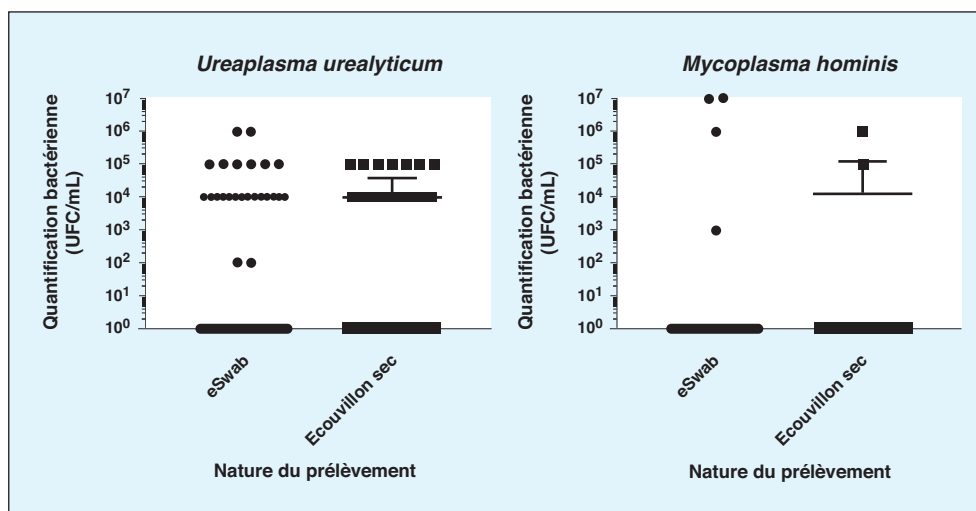 Ureaplasma urealyticum
Quantification bactérienne
(UFC/mL)
10⁷
10⁶
10⁵
10⁴
10³
10²
10¹
10⁰
eSwab
Ecouvillon sec
Nature du prélèvement
Mycoplasma hominis
Quantification bactérienne
(UFC/mL)
10⁷
10⁶
10⁵
10⁴
10³
10²
10¹
10⁰
eSwab
Ecouvillon sec
Nature du prélèvement